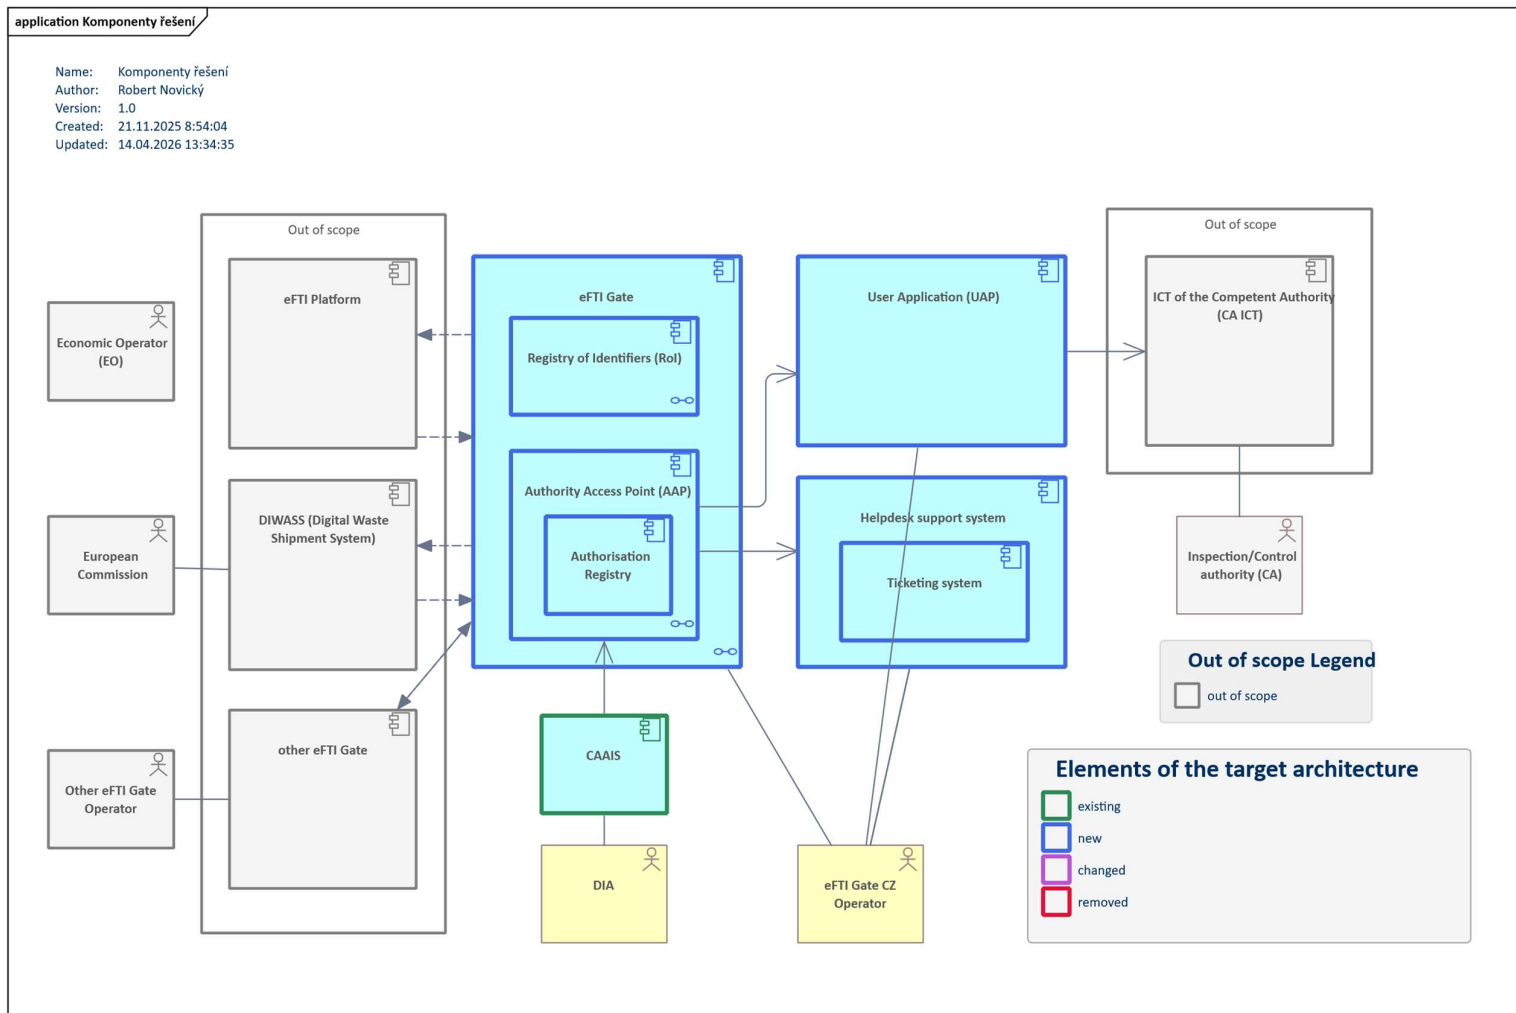 application Komponenty řešení
Name: Komponenty řešení
Author: Robert Novický
Version: 1.0
Created: 21.11.2025 8:54:04
Updated: 14.04.2026 13:34:35
Out of scope
eFTI Platform
DIWASS (Digital Waste
Shipment System)
other eFTI Gate
Economic Operator
(EO)
European
Commission
Other eFTI Gate
Operator
eFTI Gate
Registry of Identifiers (RoI)
Authority Access Point (AAP)
Authorisation
Registry
CAAIS
DIA
User Application (UAP)
Helpdesk support system
Ticketing system
eFTI Gate CZ
Operator
Out of scope
ICT of the Competent Authority
(CA ICT)
Inspection/Control
authority (CA)
Out of scope Legend
out of scope
Elements of the target architecture
existing
new
changed
removed